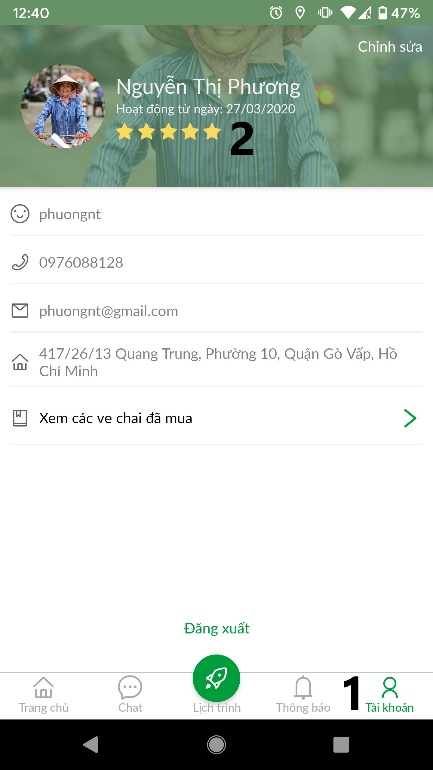 12:40 47%
Chỉnh sửa
Nguyễn Thị Phương
Hoạt động từ ngày: 27/03/2020
2
phuongnt
0976088128
phuongnt@gmail.com
417/26/13 Quang Trung, Phường 10, Quận Gò Vấp, Hồ
Chí Minh
Xem các ve chai đã mua
Đăng xuất
1
Trang chủ Chat Lịch trình Thông báo Tài khoản